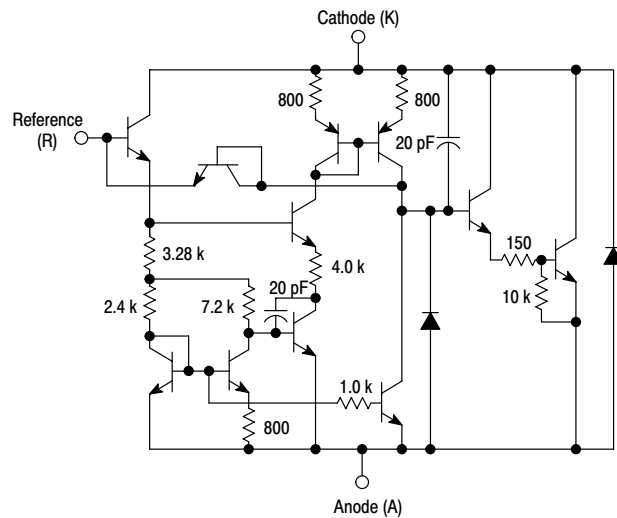 Cathode (K)
800
800
Reference
(R)
20 pF
3.28 k
4.0 k
150
2.4 k
7.2 k
20 pF
10 k
1.0 k
800
Anode (A)